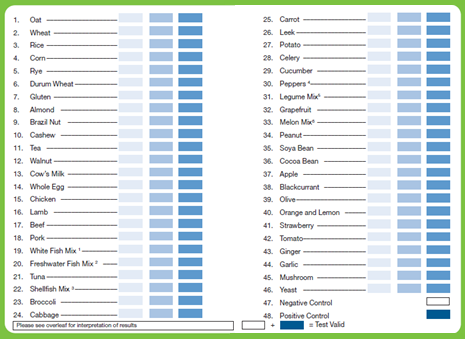 1. Oat
2. Wheat
3. Rice
4. Corn
5. Rye
6. Durum Wheat
7. Gluten
8. Almond
9. Brazil Nut
10. Cashew
11. Tea
12. Walnut
13. Cow's Milk
14. Whole Egg
15. Chicken
16. Lamb
17. Beef
18. Pork
19. White Fish Mix ¹
20. Freshwater Fish Mix ²
21. Tuna
22. Shellfish Mix ³
23. Broccoli
24. Cabbage
Please see overleaf for interpretation of results
25. Carrot
26. Leek
27. Potato
28. Celery
29. Cucumber
30. Peppers ⁴
31. Legume Mix⁵
32. Grapefruit
33. Melon Mix⁶
34. Peanut
35. Soya Bean
36. Cocoa Bean
37. Apple
38. Blackcurrant
39. Olive
40. Orange and Lemon
41. Strawberry
42. Tomato
43. Ginger
44. Garlic
45. Mushroom
46. Yeast
47. Negative Control
48. Positive Control
+ = Test Valid